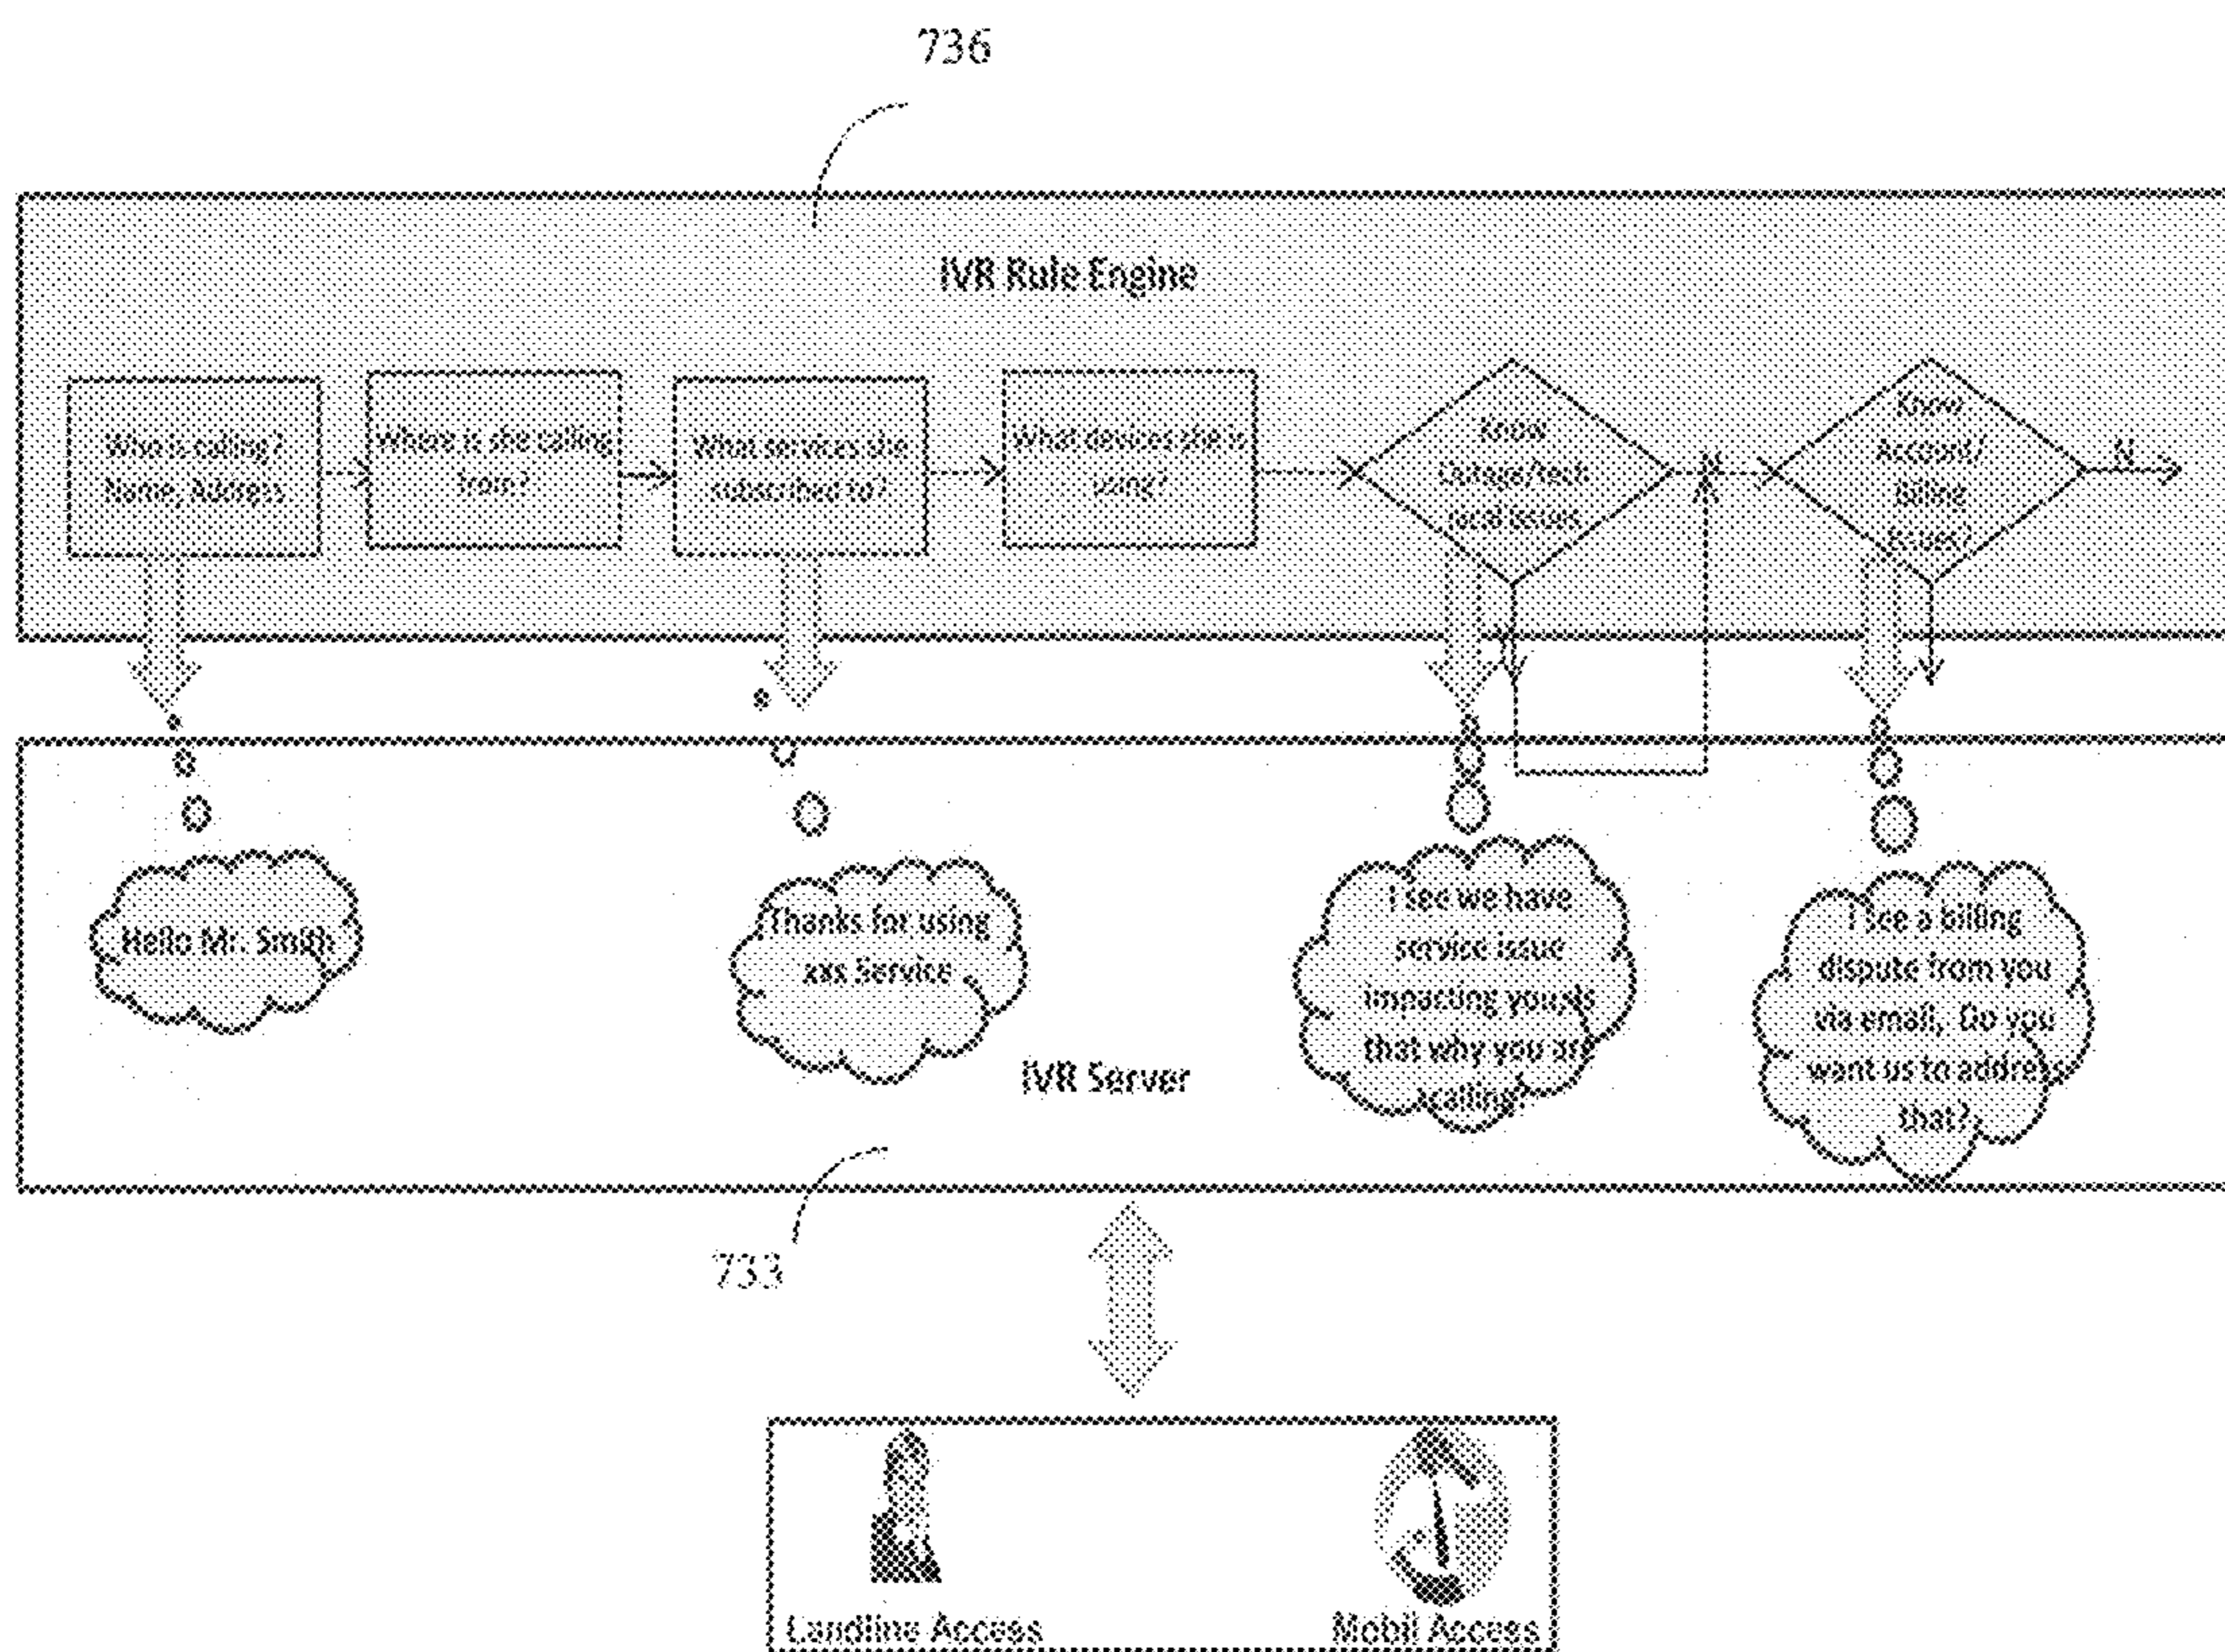 736
IVR Rule Engine
Who is calling?
Name, Address
Where is she calling
from?
What services she
subscribed to?
What devices she is
using?
Know
Outage/tech
local issues
N
Know
Account/
Billing
Issues?
N
Hello Mr. Smith
Thanks for using
xxs Service
I see we have
service issue
impacting you, is
that why you are
calling?
I see a billing
dispute from you
via email, Do you
want us to address
that?
IVR Server
733
Landline Access
Mobil Access